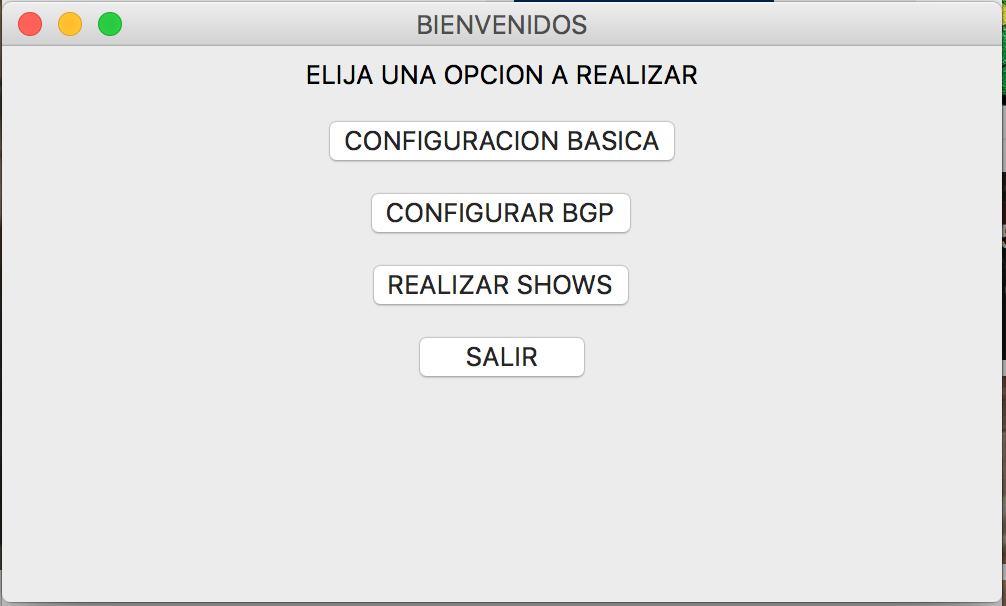 BIENVENIDOS
ELIJA UNA OPCION A REALIZAR
CONFIGURACION BASICA
CONFIGURAR BGP
REALIZAR SHOWS
SALIR